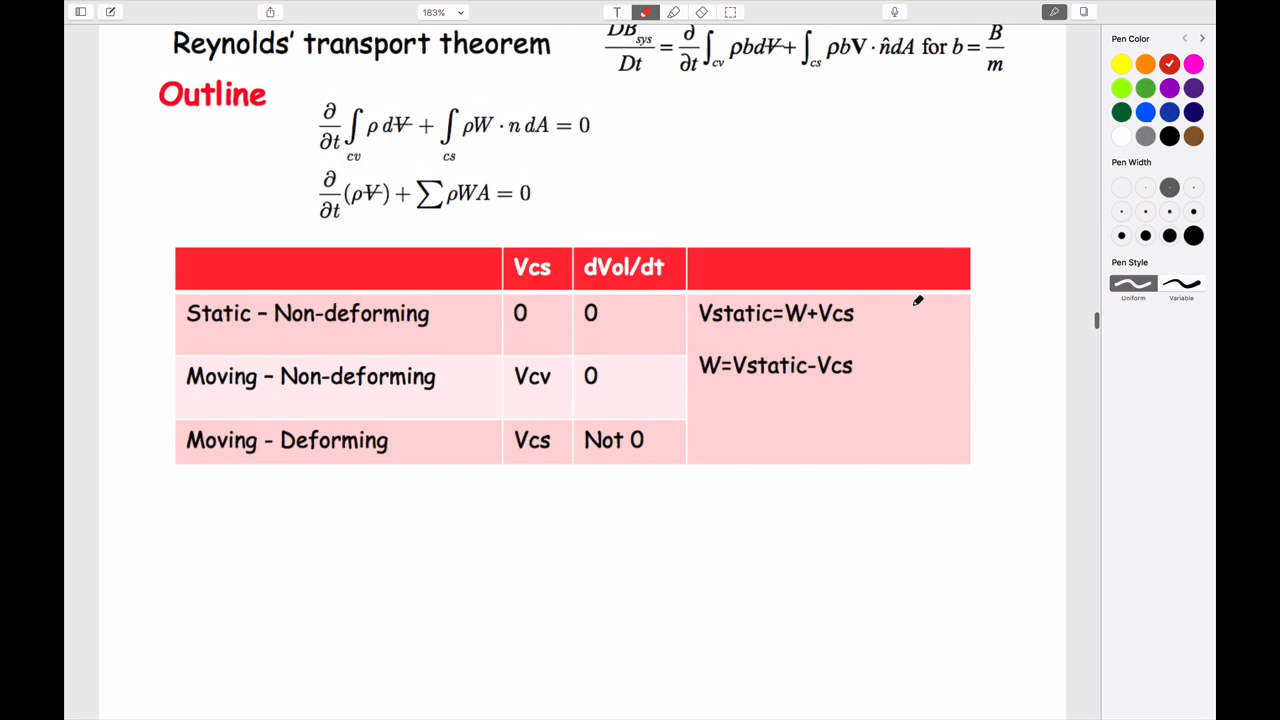 183%
T
Reynolds' transport theorem
DB_sys/Dt = ∂/∂t ∫_cv ρbdV + ∫_cs ρbV · n̂dA for b = B/m
Outline
∂/∂t ∫_cv ρ dV + ∫_cs ρW · n dA = 0
∂/∂t (ρV) + ∑ ρWA = 0
Vcs dVol/dt
Static – Non-deforming 0 0 Vstatic=W+Vcs
W=Vstatic-Vcs
Moving – Non-deforming Vcv 0
Moving - Deforming Vcs Not 0
Pen Color
Pen Width
Pen Style
Uniform Variable